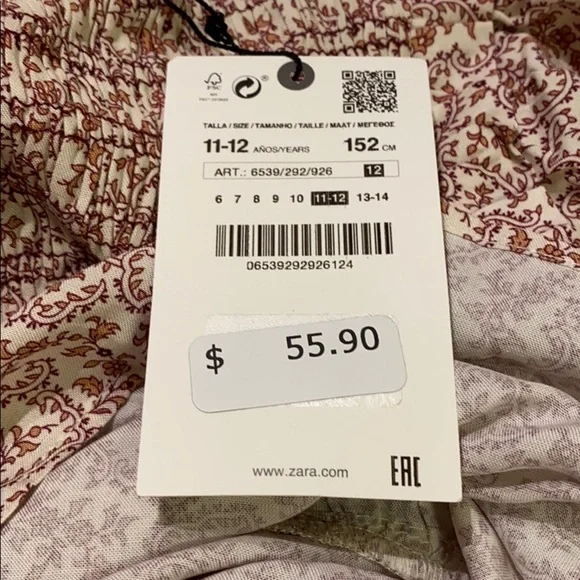 FSC
®
TALLA / SIZE / TAMANHO / TAILLE / MAAT / ΜΕΓΕΘΟΣ
11-12 AÑOS/YEARS 152 CM
ART.: 6539/292/926 12
6 7 8 9 10 11-12 13-14
06539292926124
$ 55.90
www.zara.com
EAC